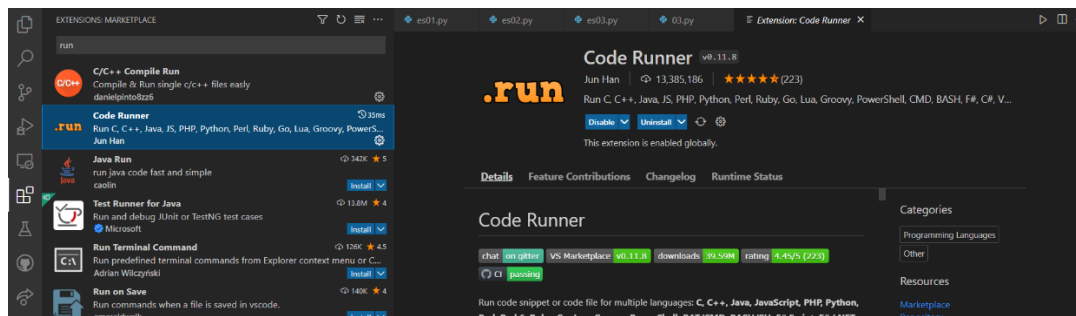 EXTENSIONS: MARKETPLACE
run
C/C++
C/C++ Compile Run
Compile & Run single c/c++ files easily
danielpinto8zz6
.run
Code Runner
33ms
Run C, C++, Java, JS, PHP, Python, Perl, Ruby, Go, Lua, Groovy, PowerS...
Jun Han
Java
Java Run
342K ★ 5
run java code fast and simple
caolin
Install
Test Runner for Java
13.8M ★ 4
Run and debug JUnit or TestNG test cases
Microsoft
Install
C:\
Run Terminal Command
126K ★ 4.5
Run predefined terminal commands from Explorer context menu or C...
Adrian Wilczyński
Install
Run on Save
140K ★ 4
Run commands when a file is saved in vscode.
es01.py
es02.py
es03.py
03.py
Extension: Code Runner
.run
Code Runner v0.11.8
Jun Han | 13,385,186 | ★★★★★(223)
Run C, C++, Java, JS, PHP, Python, Perl, Ruby, Go, Lua, Groovy, PowerShell, CMD, BASH, F#, C#, V...
Disable Uninstall
This extension is enabled globally.
Details Feature Contributions Changelog Runtime Status
Code Runner
chat on gitter VS Marketplace v0.11.8 downloads 39.59M rating 4.45/5 (223)
CI passing
Run code snippet or code file for multiple languages: C, C++, Java, JavaScript, PHP, Python,
Categories
Programming Languages
Other
Resources
Marketplace